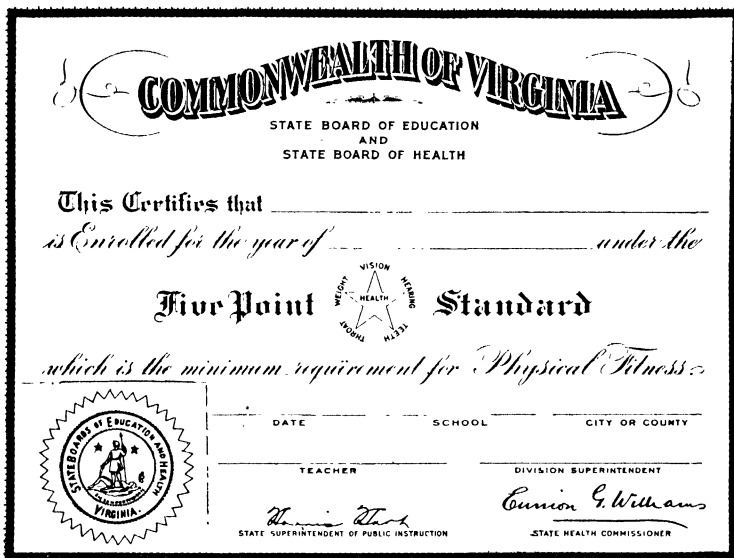 COMMONWEALTH OF VIRGINIA
STATE BOARD OF EDUCATION
AND
STATE BOARD OF HEALTH
This Certifies that
is Enrolled for the year of under the
Five Point Standard
VISION
HEARING
TEETH
THROAT
WEIGHT
HEALTH
which is the minimum requirement for Physical Fitness
DATE SCHOOL CITY OR COUNTY
TEACHER DIVISION SUPERINTENDENT
STATE BOARDS OF EDUCATION AND HEALTH
VIRGINIA.
G. Williams
STATE SUPERINTENDENT OF PUBLIC INSTRUCTION STATE HEALTH COMMISSIONER